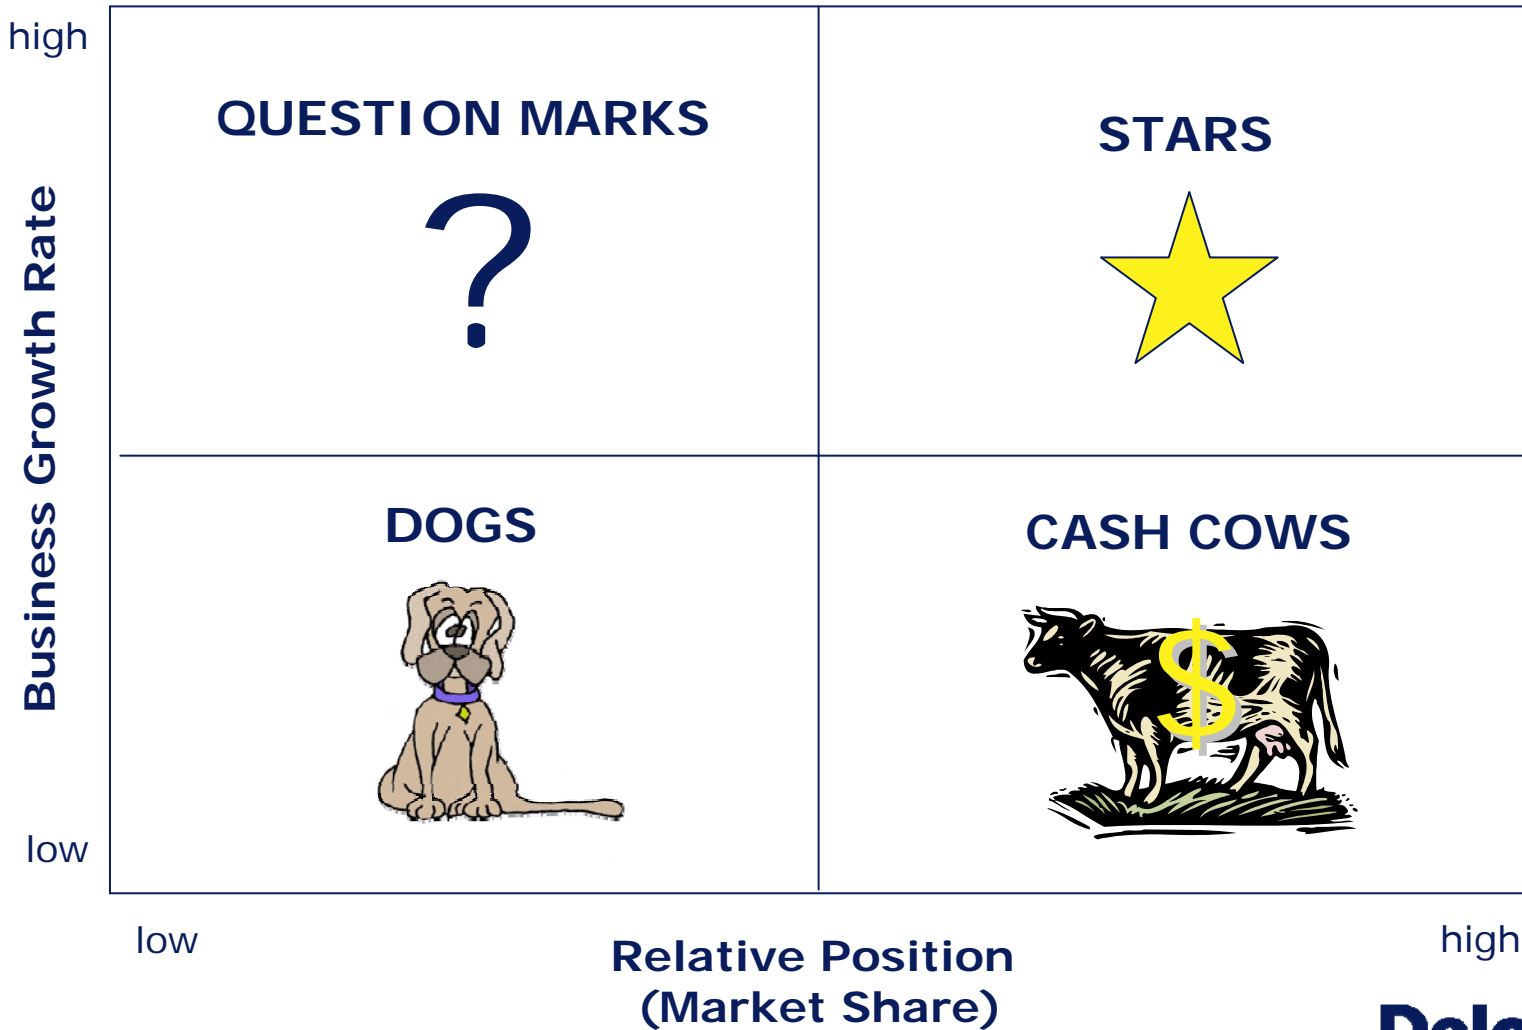 high
QUESTION MARKS
STARS
?
Business Growth Rate
DOGS
CASH COWS
$
low
low
high
Relative Position
(Market Share)